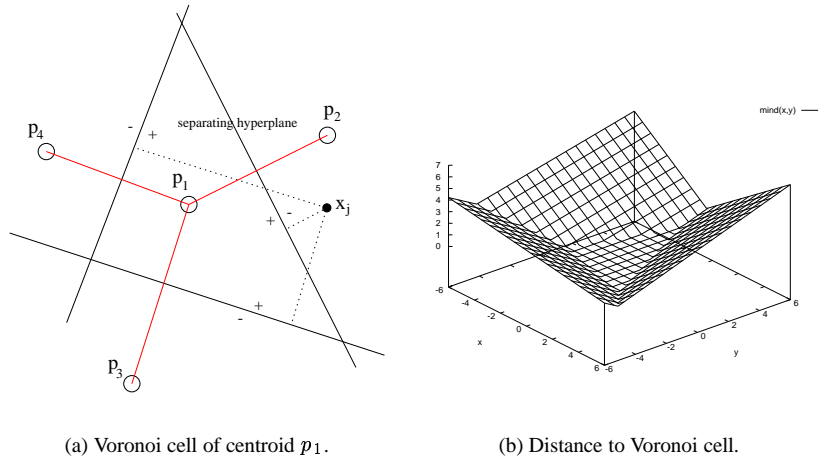 p2
separating hyperplane
- +
p4
p1
xj
+ -
+
-
p3
(a) Voronoi cell of centroid p1.
mind(x,y)
7
6
5
4
3
2
1
0
-6
-4
-2
0
2
4
6
x
-6
-4
-2
0
2
4
6
y
(b) Distance to Voronoi cell.